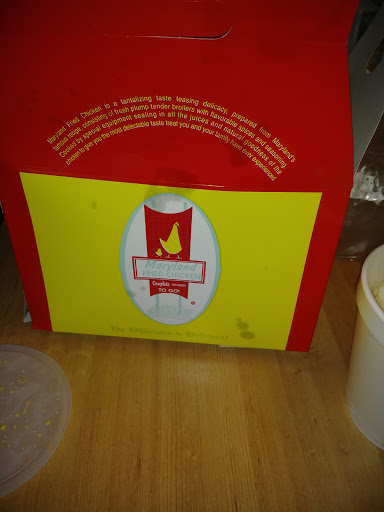 Maryland Fried Chicken is a tantalizing taste teasing delicacy, prepared from Maryland's
famous recipe, consisting of fresh plump tender broilers with flavorable spices and seasoning.
Cooked by special equipment sealing in all the juices and natural goodness of the
chicken to give you the most delectable taste treat you and your family have ever experienced
Maryland
FRIED CHICKEN
Complete DINNERS
TO GO!
The Difference is Delicious!